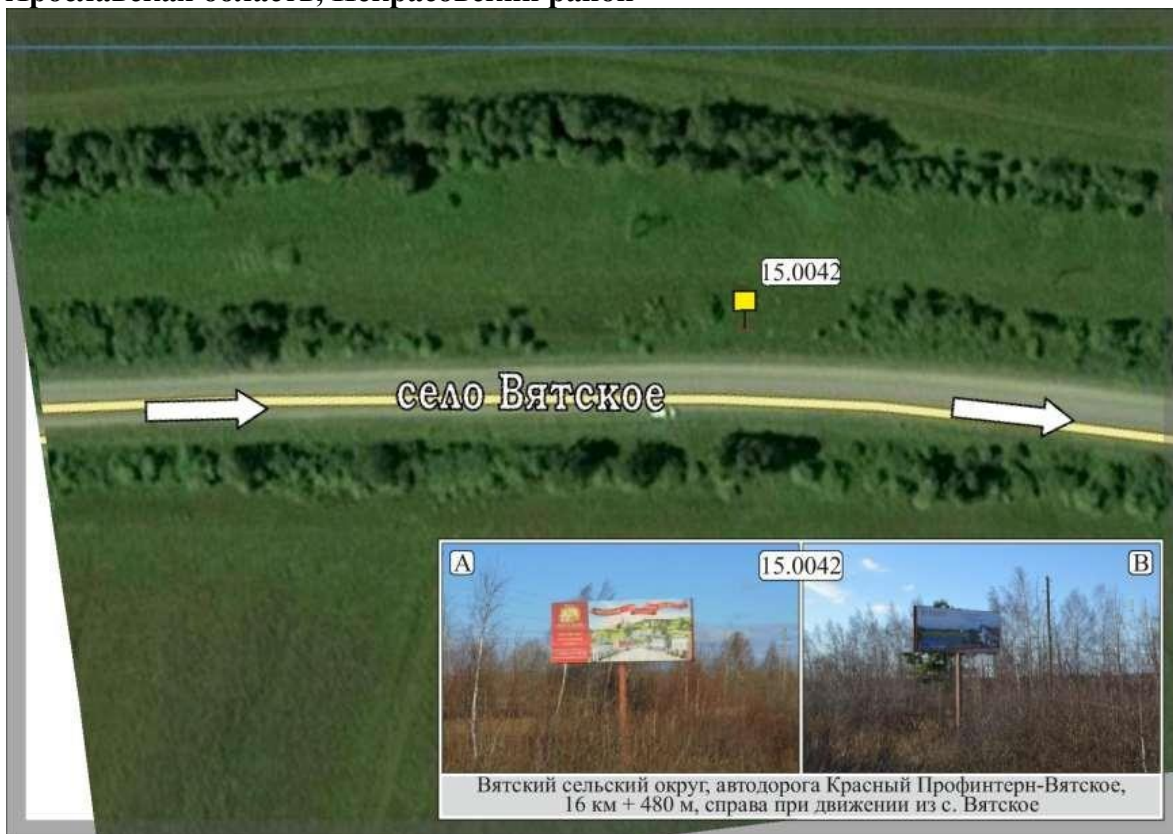 Ярославская область, Некрасовский район
15.0042
село Вятское
A
15.0042
B
Вятский сельский округ, автодорога Красный Профинтерн-Вятское,
16 км + 480 м, справа при движении из с. Вятское